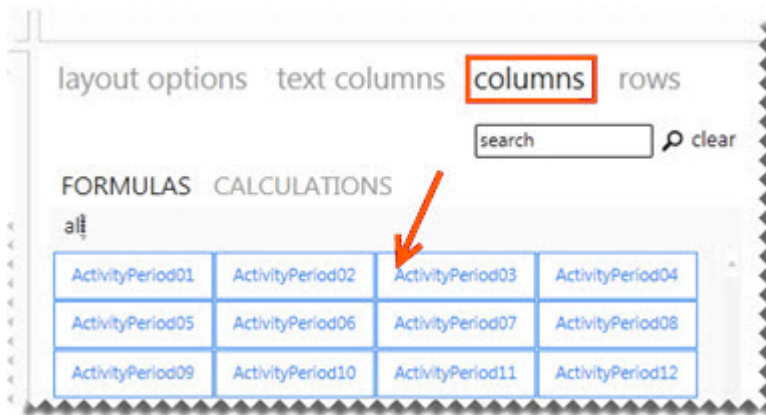 layout options text columns columns rows
search clear
FORMULAS CALCULATIONS
all
ActivityPeriod01 ActivityPeriod02 ActivityPeriod03 ActivityPeriod04
ActivityPeriod05 ActivityPeriod06 ActivityPeriod07 ActivityPeriod08
ActivityPeriod09 ActivityPeriod10 ActivityPeriod11 ActivityPeriod12